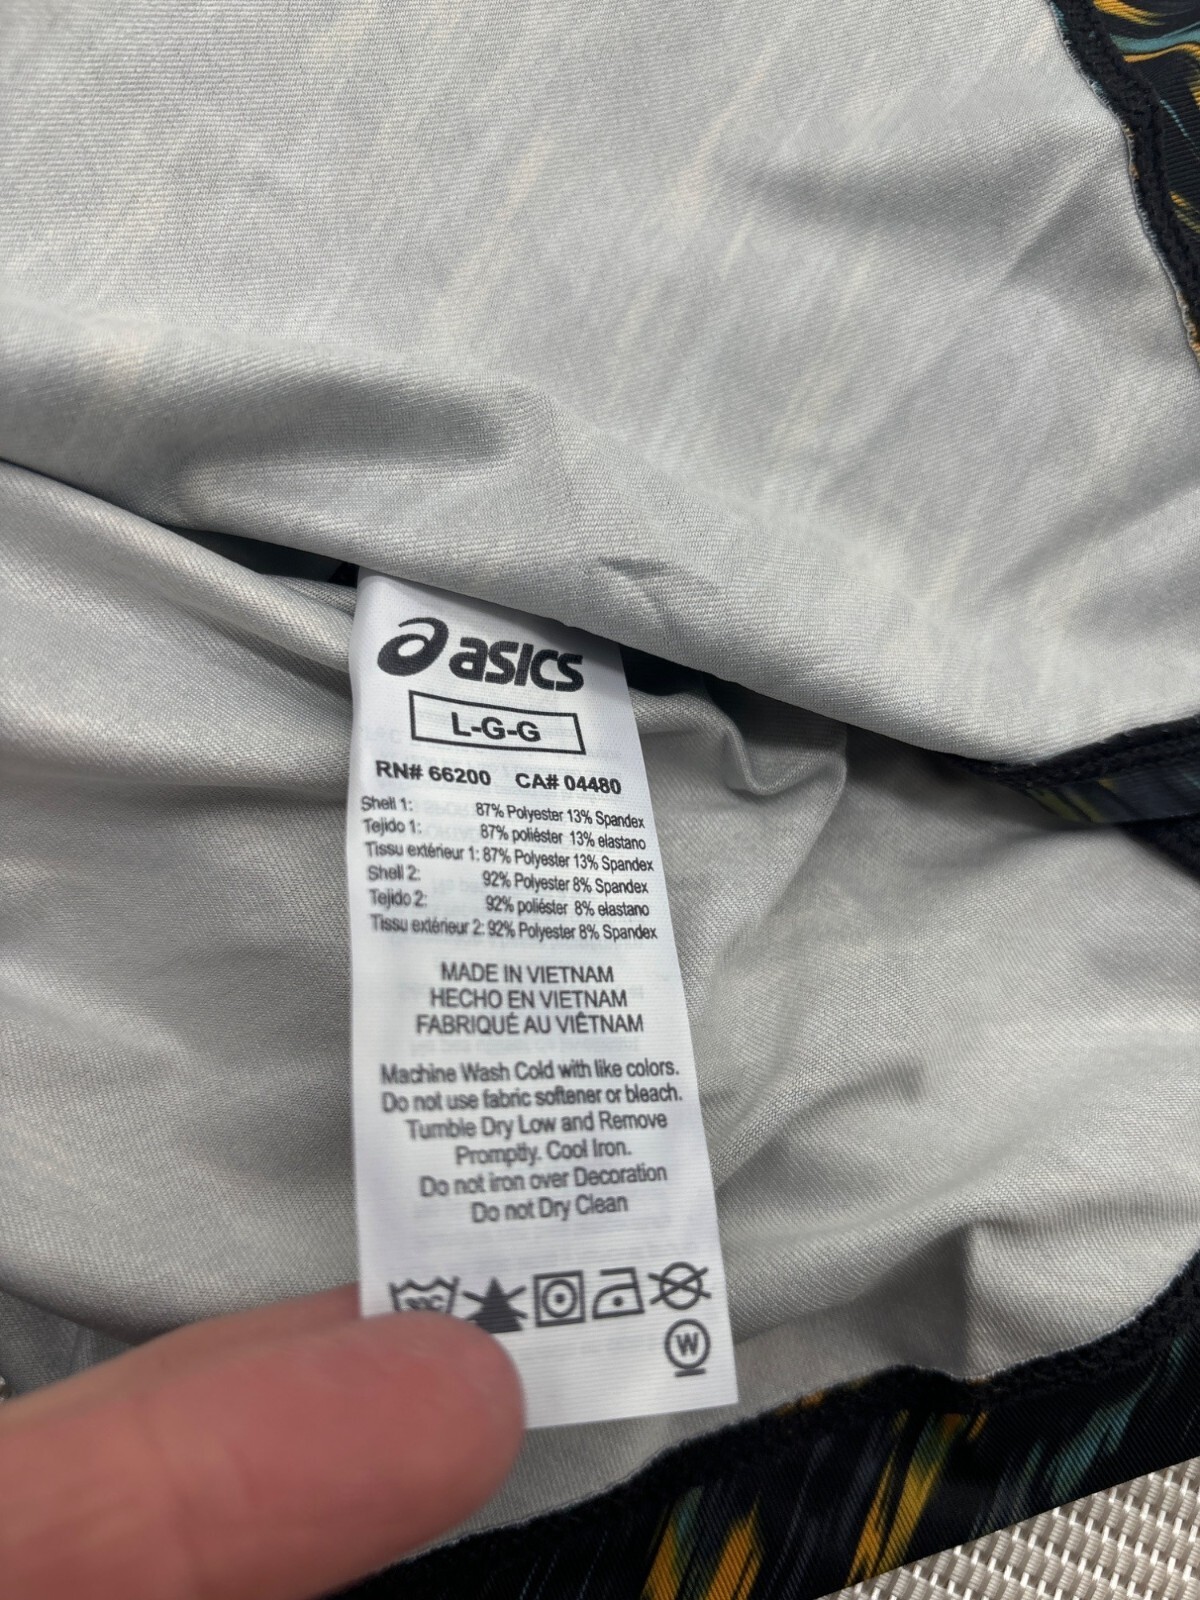 asics
L-G-G
RN# 66200 CA# 04480
Shell 1: 87% Polyester 13% Spandex
Tejido 1: 87% poliéster 13% elastano
Tissu extérieur 1: 87% Polyester 13% Spandex
Shell 2: 92% Polyester 8% Spandex
Tejido 2: 92% poliéster 8% elastano
Tissu extérieur 2: 92% Polyester 8% Spandex
MADE IN VIETNAM
HECHO EN VIETNAM
FABRIQUÉ AU VIÊTNAM
Machine Wash Cold with like colors.
Do not use fabric softener or bleach.
Tumble Dry Low and Remove
Promptly. Cool Iron.
Do not iron over Decoration
Do not Dry Clean
30C
W